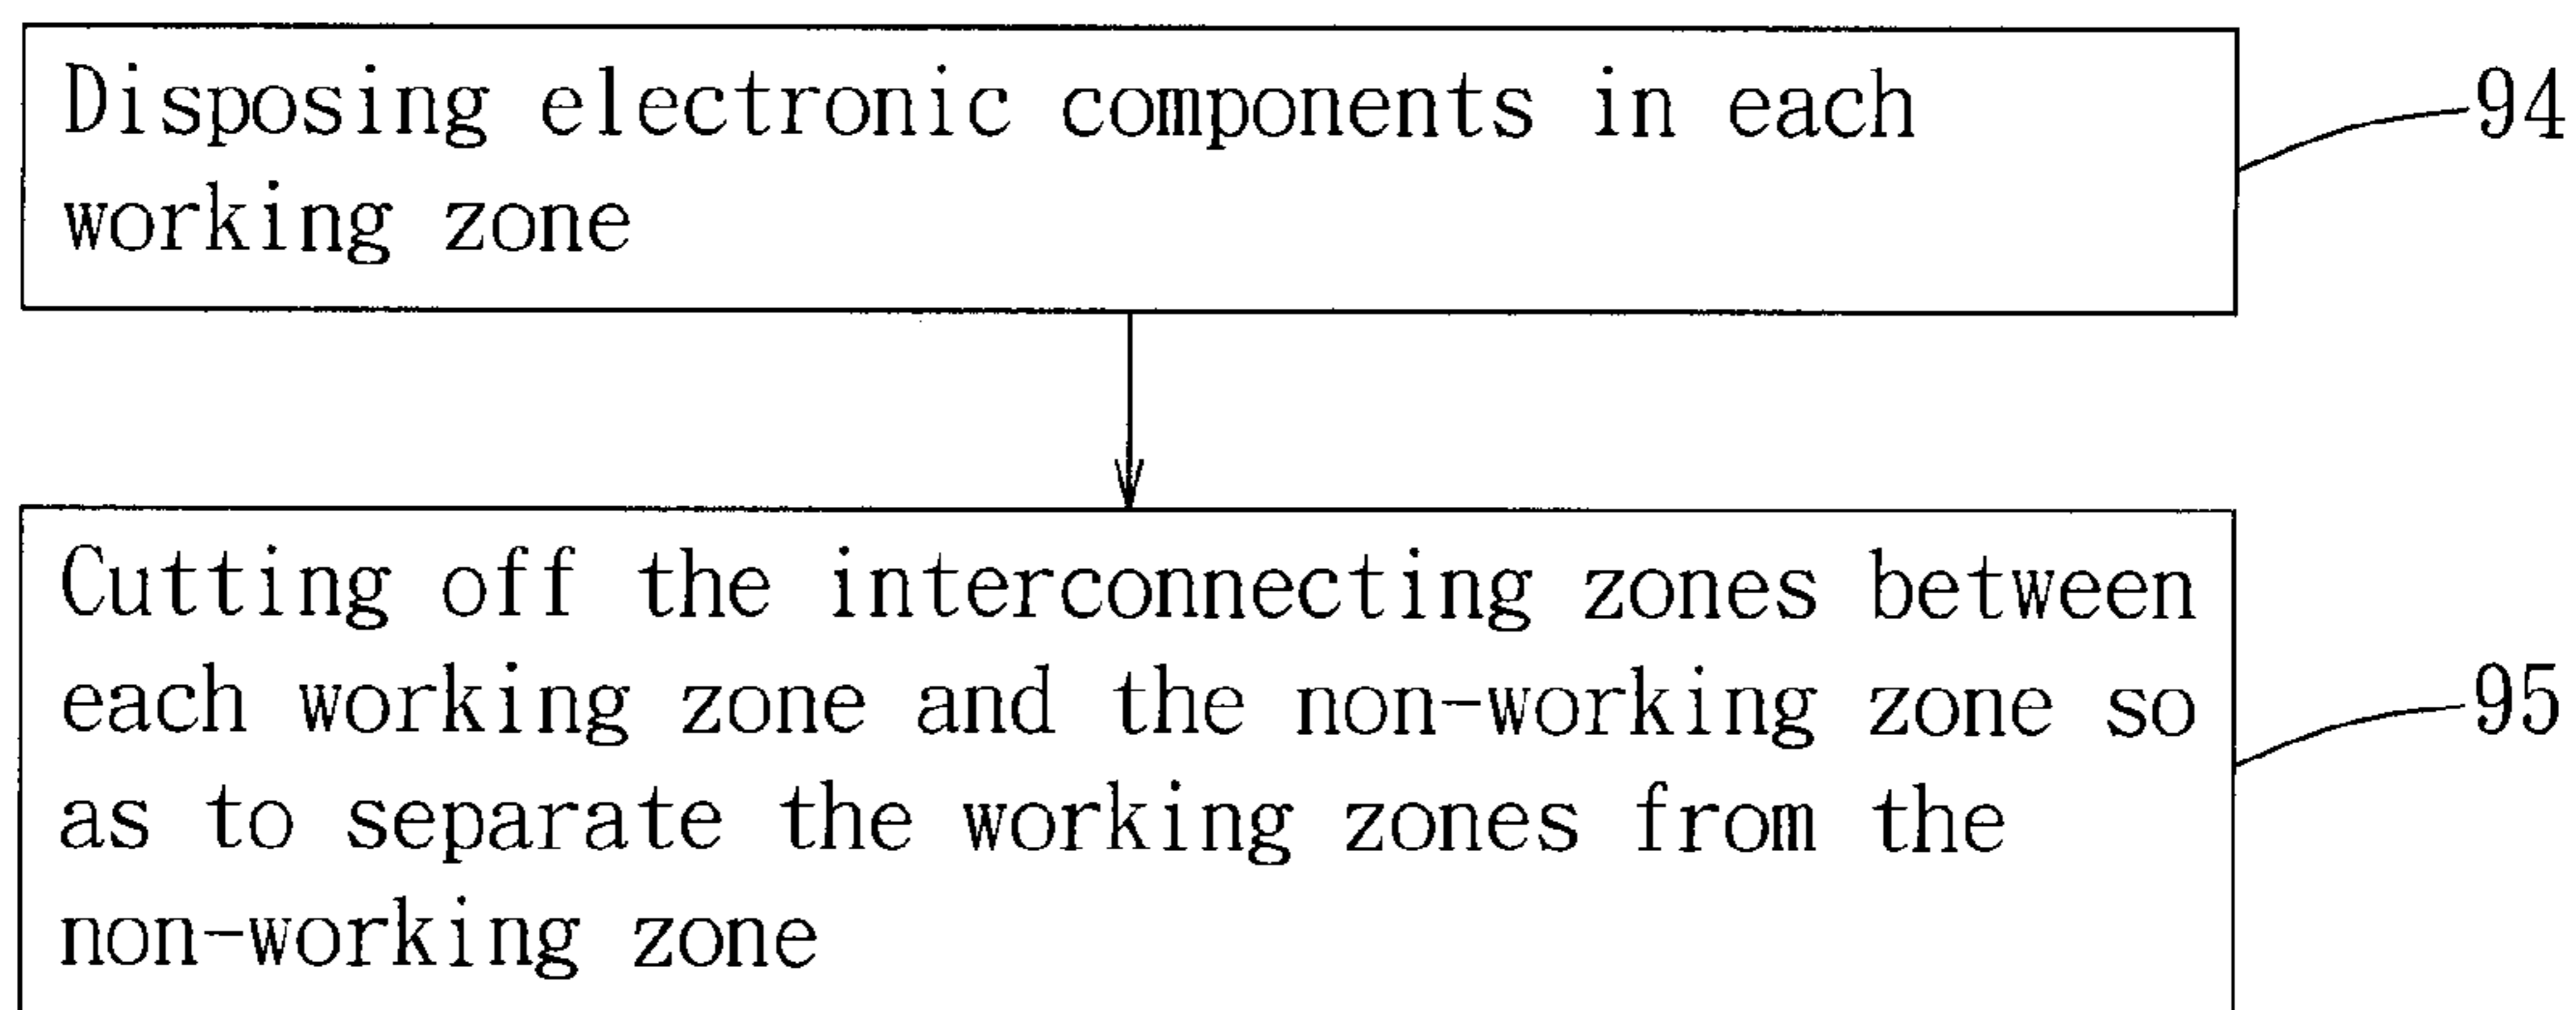 Disposing electronic components in each
working zone
94
Cutting off the interconnecting zones between
each working zone and the non-working zone so
as to separate the working zones from the
non-working zone
95